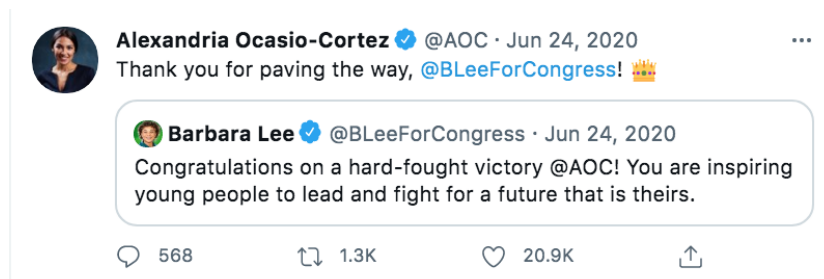 Alexandria Ocasio-Cortez @AOC · Jun 24, 2020
Thank you for paving the way, @BLeeForCongress! 👑
Barbara Lee @BLeeForCongress · Jun 24, 2020
Congratulations on a hard-fought victory @AOC! You are inspiring
young people to lead and fight for a future that is theirs.
568 1.3K 20.9K